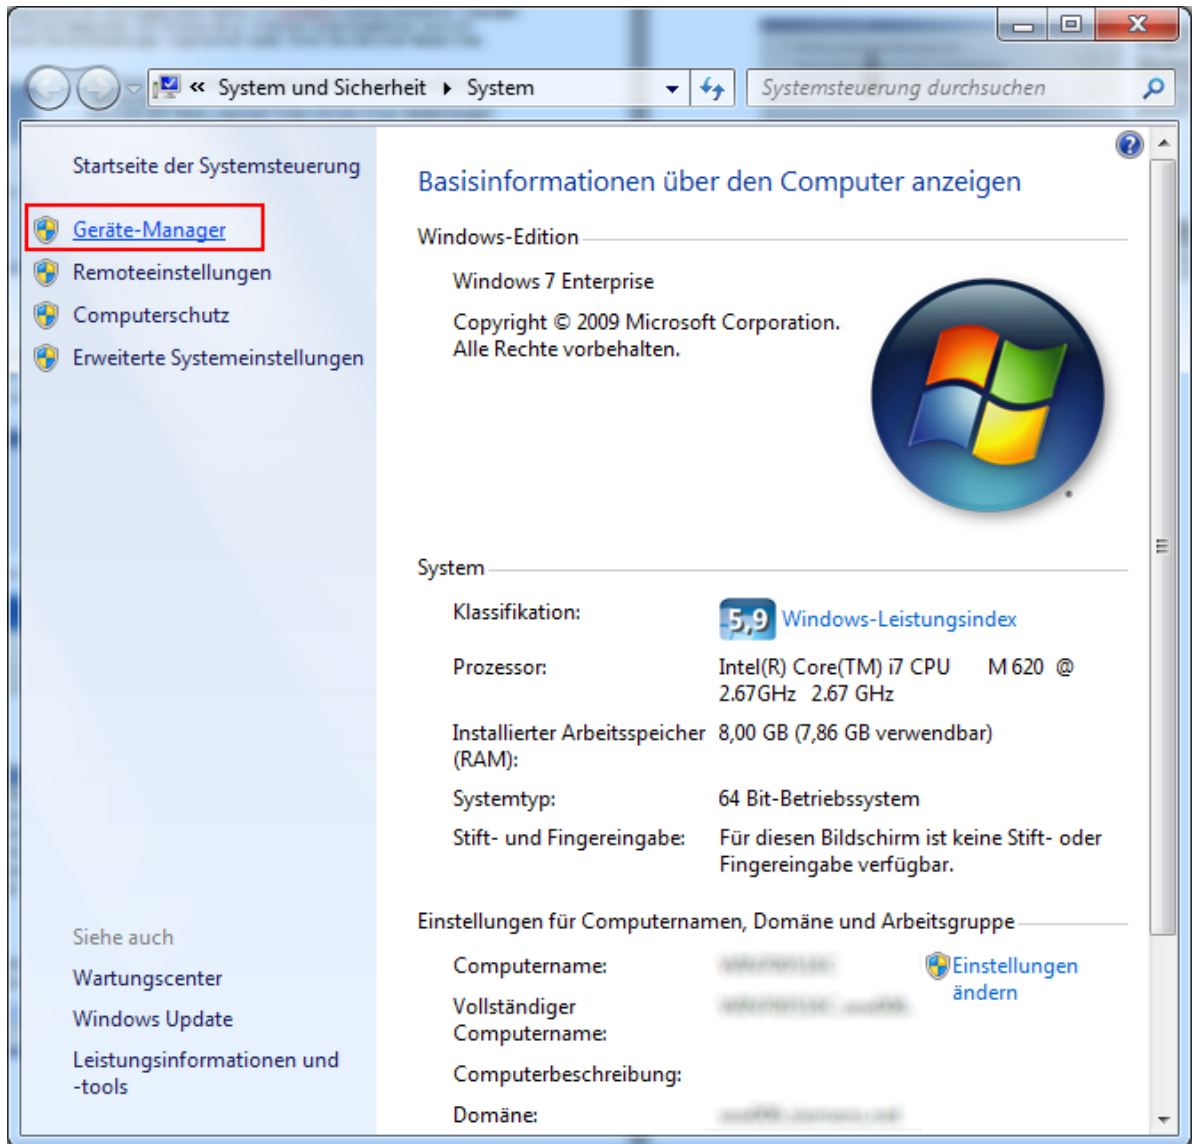 « System und Sicherheit ▸ System
Systemsteuerung durchsuchen
Startseite der Systemsteuerung
Geräte-Manager
Remoteeinstellungen
Computerschutz
Erweiterte Systemeinstellungen
Basisinformationen über den Computer anzeigen
Windows-Edition
Windows 7 Enterprise
Copyright © 2009 Microsoft Corporation.
Alle Rechte vorbehalten.
System
Klassifikation:
5,9 Windows-Leistungsindex
Prozessor:
Intel(R) Core(TM) i7 CPU M 620 @
2.67GHz 2.67 GHz
Installierter Arbeitsspeicher
(RAM):
8,00 GB (7,86 GB verwendbar)
Systemtyp:
64 Bit-Betriebssystem
Stift- und Fingereingabe:
Für diesen Bildschirm ist keine Stift- oder
Fingereingabe verfügbar.
Einstellungen für Computernamen, Domäne und Arbeitsgruppe
Computername:
Einstellungen
ändern
Vollständiger
Computername:
Computerbeschreibung:
Domäne:
Siehe auch
Wartungscenter
Windows Update
Leistungsinformationen und
-tools